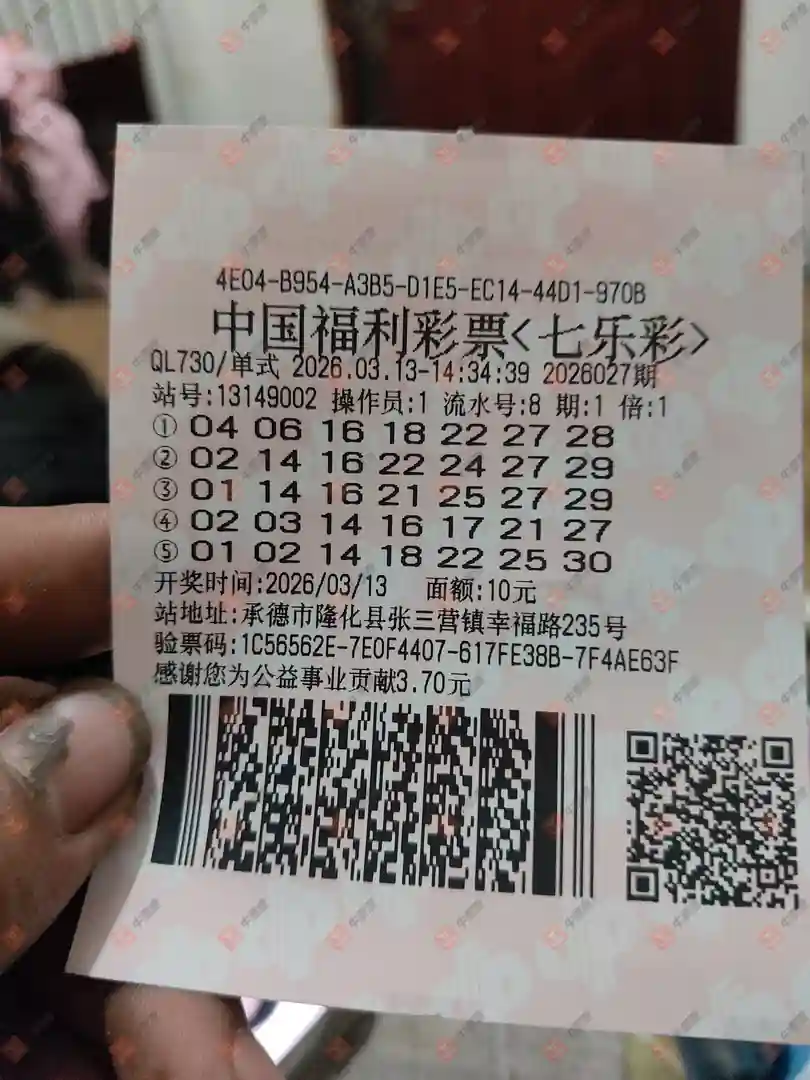 4E04-B954-A3B5-D1E5-EC14-44D1-970B
中国福利彩票<七乐彩>
QL730/单式 2026.03.13-14:34:39 2026027期
站号:13149002 操作员:1 流水号:8 期:1 倍:1
① 04 06 16 18 22 27 28
② 02 14 16 22 24 27 29
③ 01 14 16 21 25 27 29
④ 02 03 14 16 17 21 27
⑤ 01 02 14 18 22 25 30
开奖时间:2026/03/13 面额:10元
站地址:承德市隆化县张三营镇幸福路235号
验票码:1C56562E-7E0F4407-617FE38B-7F4AE63F
感谢您为公益事业贡献3.70元